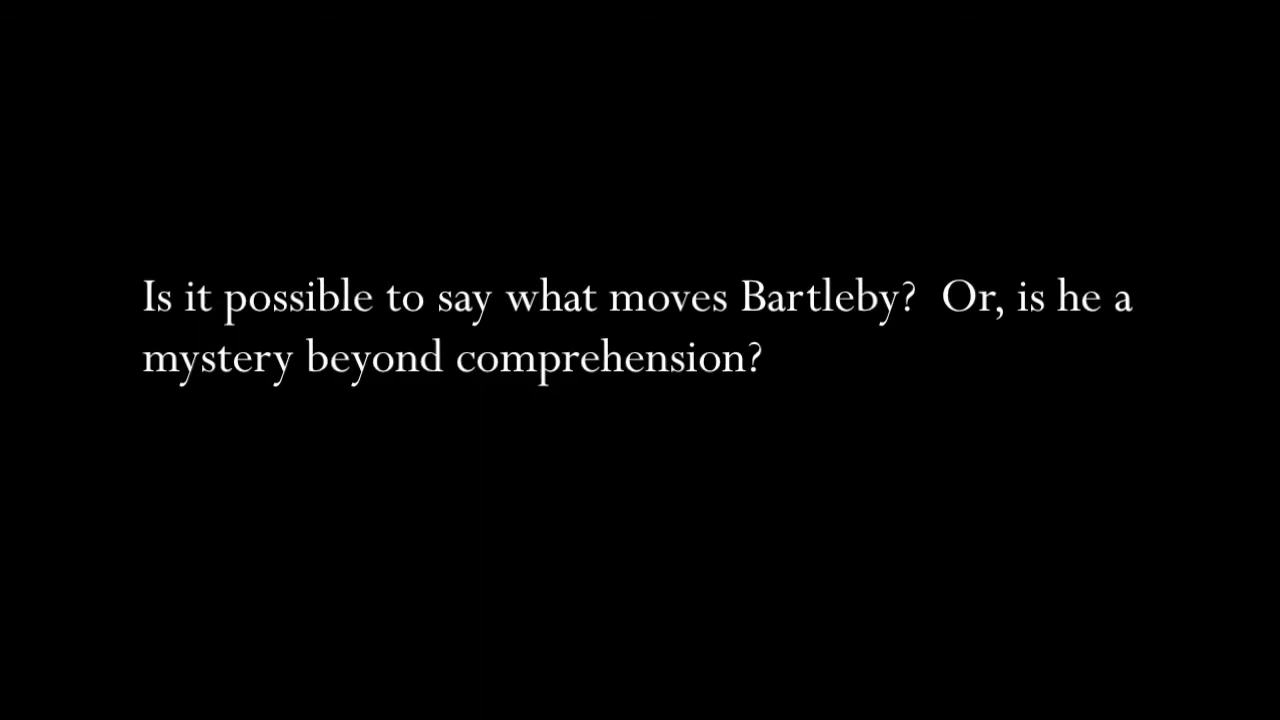 Is it possible to say what moves Bartleby?  Or, is he a
mystery beyond comprehension?